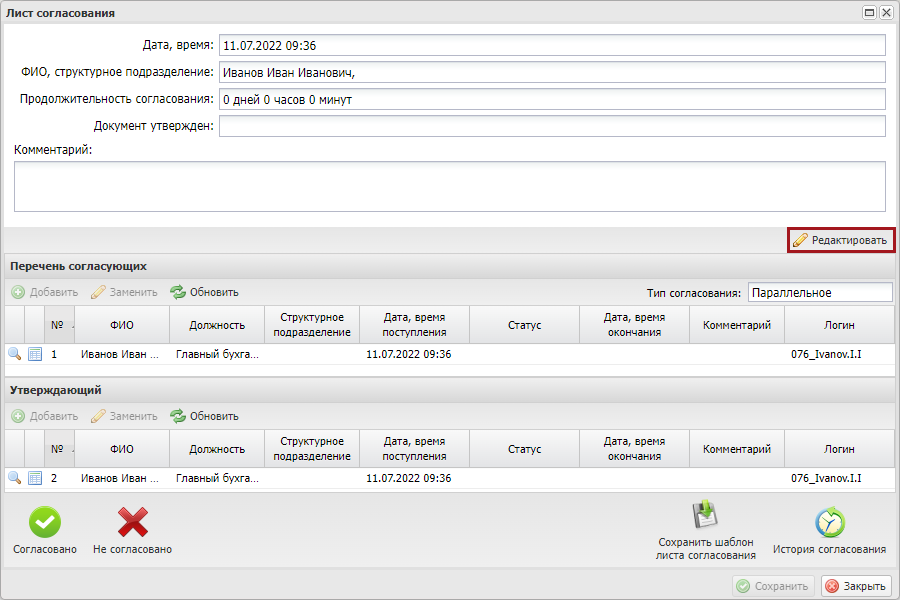 Лист согласования
Дата, время: 11.07.2022 09:36
ФИО, структурное подразделение: Иванов Иван Иванович,
Продолжительность согласования: 0 дней 0 часов 0 минут
Документ утвержден:
Комментарий:
Редактировать
Перечень согласующих
Добавить Заменить Обновить Тип согласования: Параллельное
№ ФИО Должность Структурное подразделение Дата, время поступления Статус Дата, время окончания Комментарий Логин
1 Иванов Иван ... Главный бухга... 11.07.2022 09:36 076_Ivanov.I.I
Утверждающий
Добавить Заменить Обновить
№ ФИО Должность Структурное подразделение Дата, время поступления Статус Дата, время окончания Комментарий Логин
2 Иванов Иван ... Главный бухга... 11.07.2022 09:36 076_Ivanov.I.I
Согласовано Не согласовано Сохранить шаблон листа согласования История согласования
Сохранить Закрыть